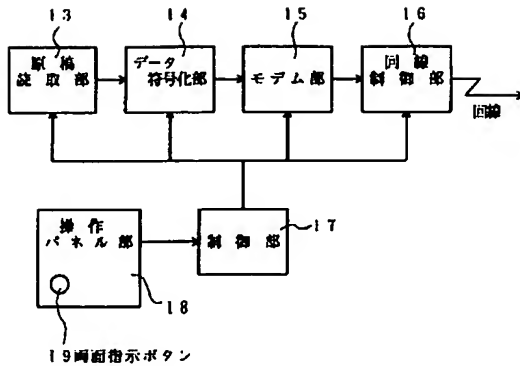 13
14
15
16
原稿
読取部
データ
符号化部
モデム部
回線
制御部
回線
操作
パネル部
制御部
17
18
19両面指示ボタン